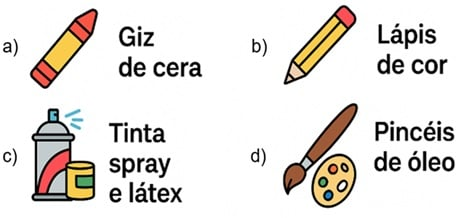 a) Giz
de cera
b) Lápis
de cor
c) Tinta
spray
e látex
d) Pincéis
de óleo